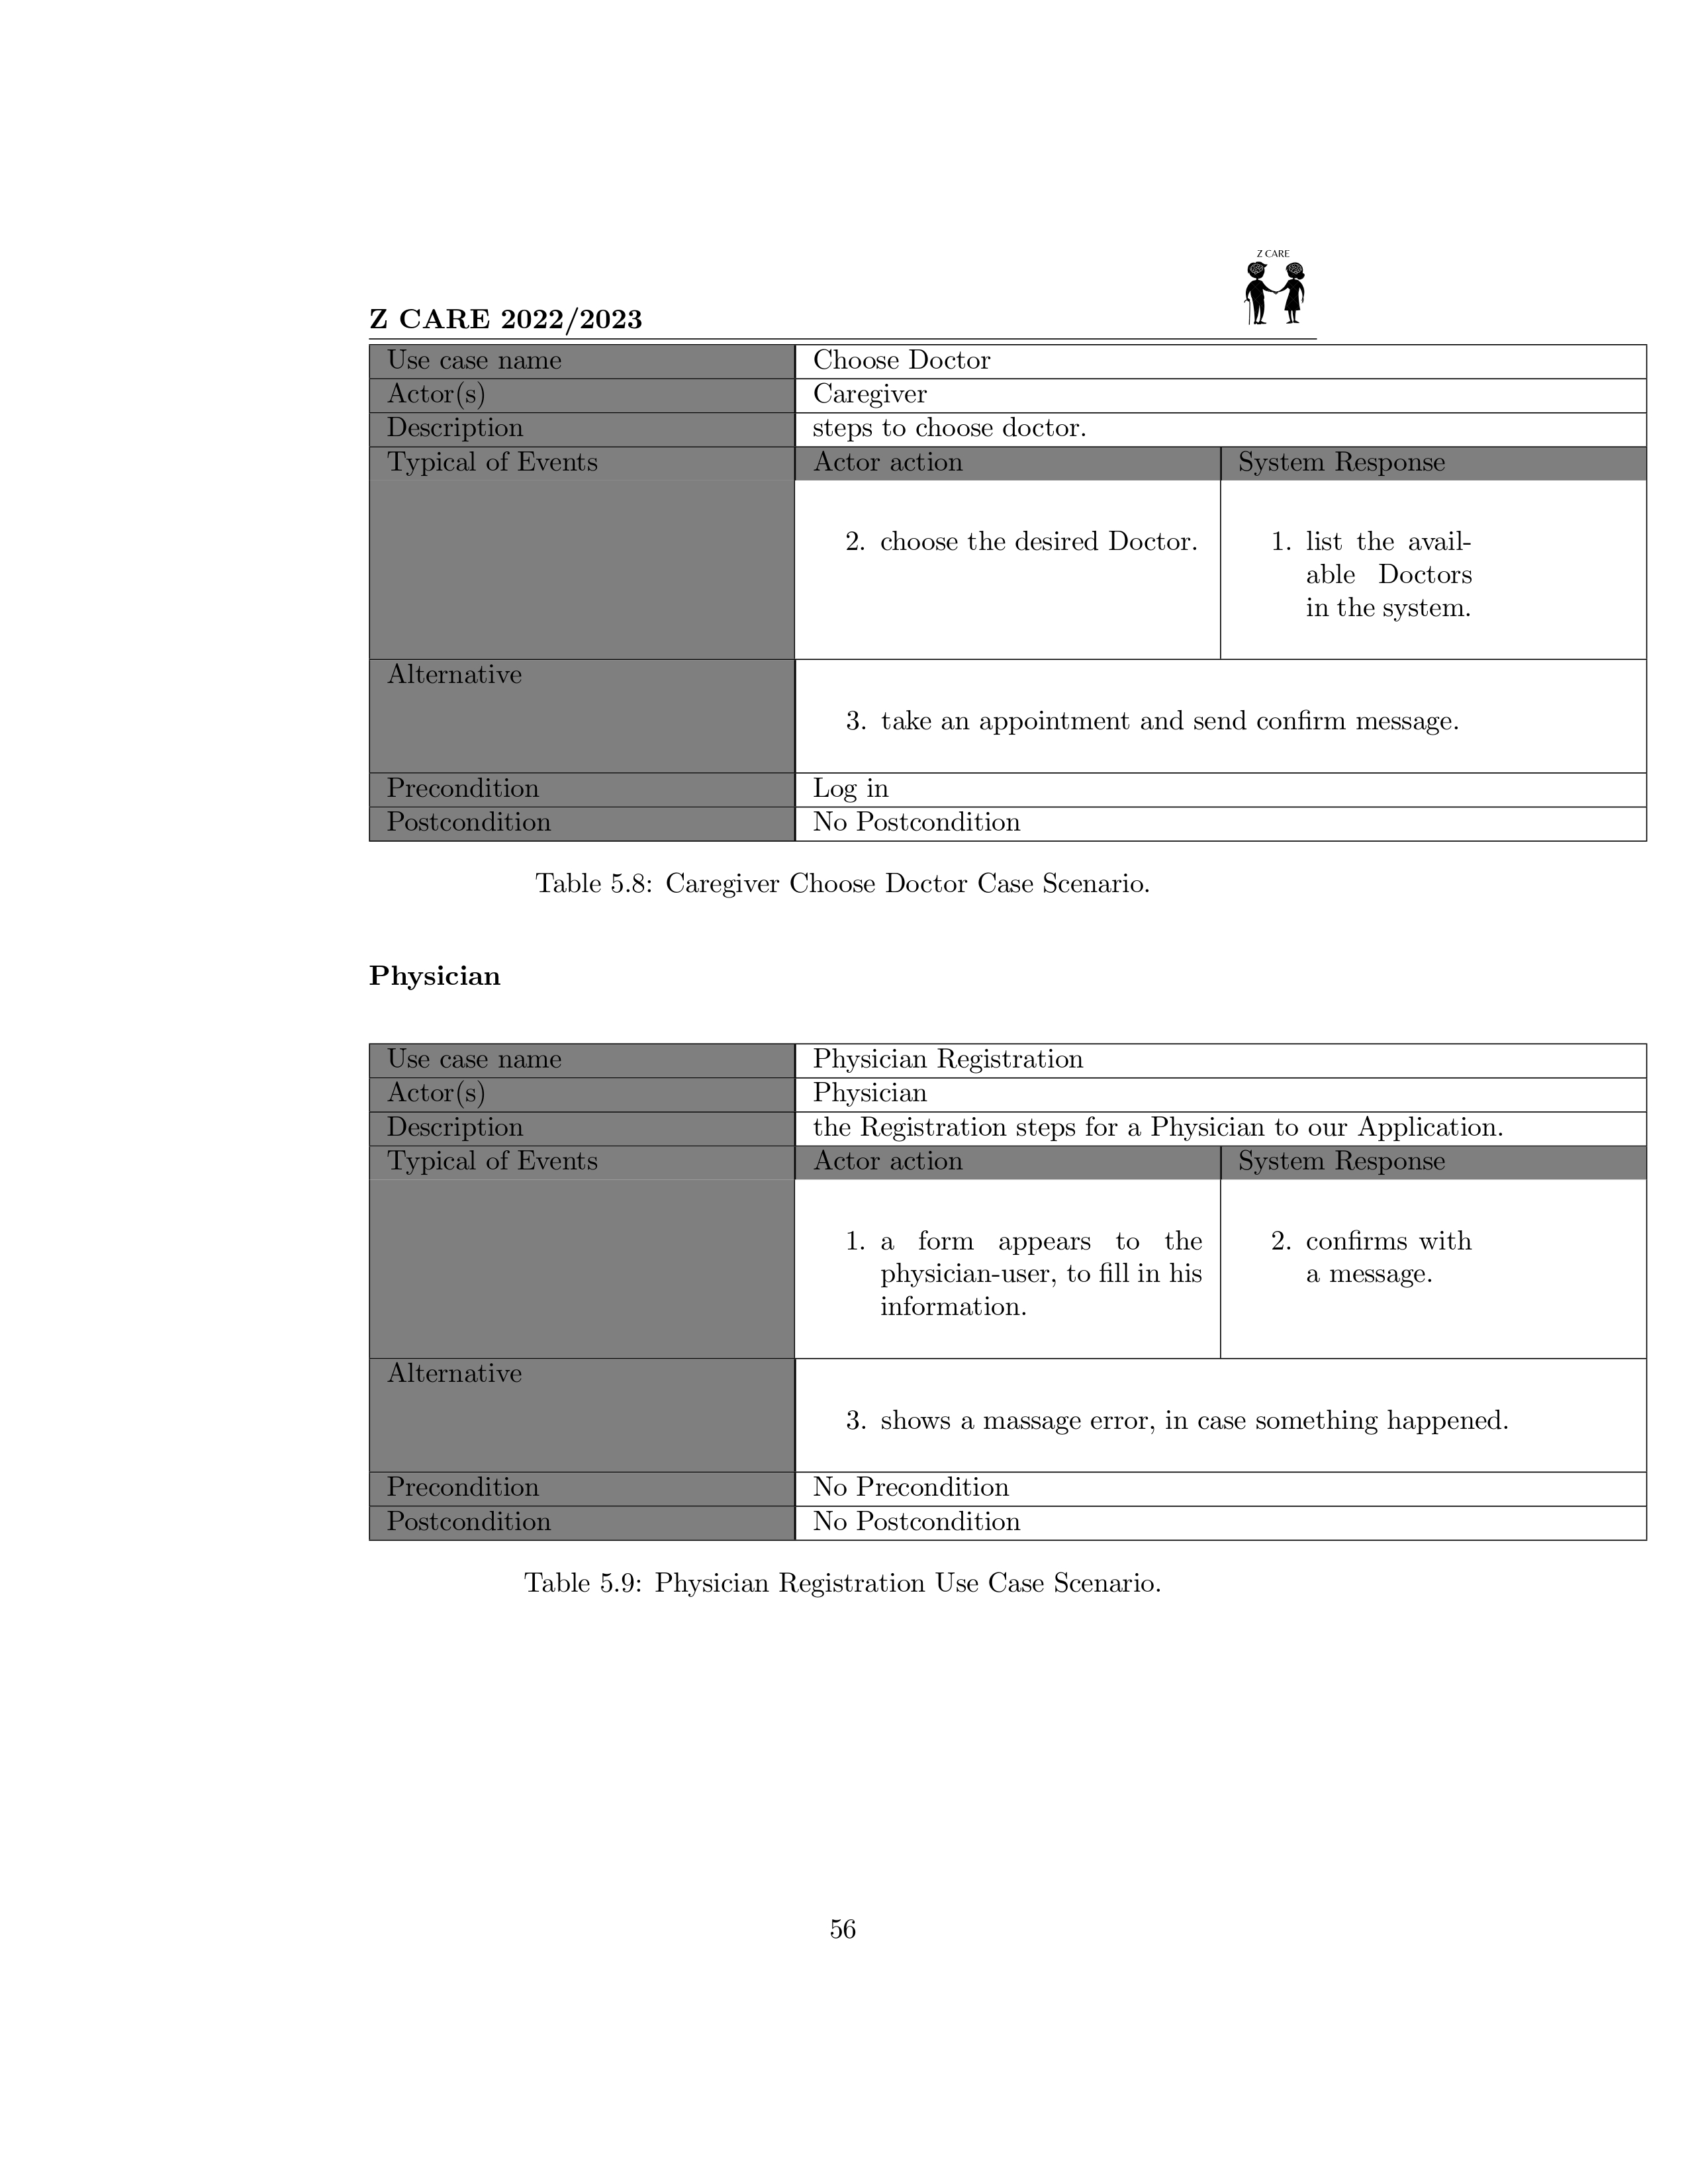 Z CARE
Z CARE 2022/2023
Use case name Choose Doctor
Actor(s) Caregiver
Description steps to choose doctor.
Typical of Events Actor action System Response
2. choose the desired Doctor. 1. list the avail-
able Doctors
in the system.
Alternative
3. take an appointment and send confirm message.
Precondition Log in
Postcondition No Postcondition
Table 5.8: Caregiver Choose Doctor Case Scenario.
Physician
Use case name Physician Registration
Actor(s) Physician
Description the Registration steps for a Physician to our Application.
Typical of Events Actor action System Response
1. a form appears to the 2. confirms with
physician-user, to fill in his a message.
information.
Alternative
3. shows a massage error, in case something happened.
Precondition No Precondition
Postcondition No Postcondition
Table 5.9: Physician Registration Use Case Scenario.
56